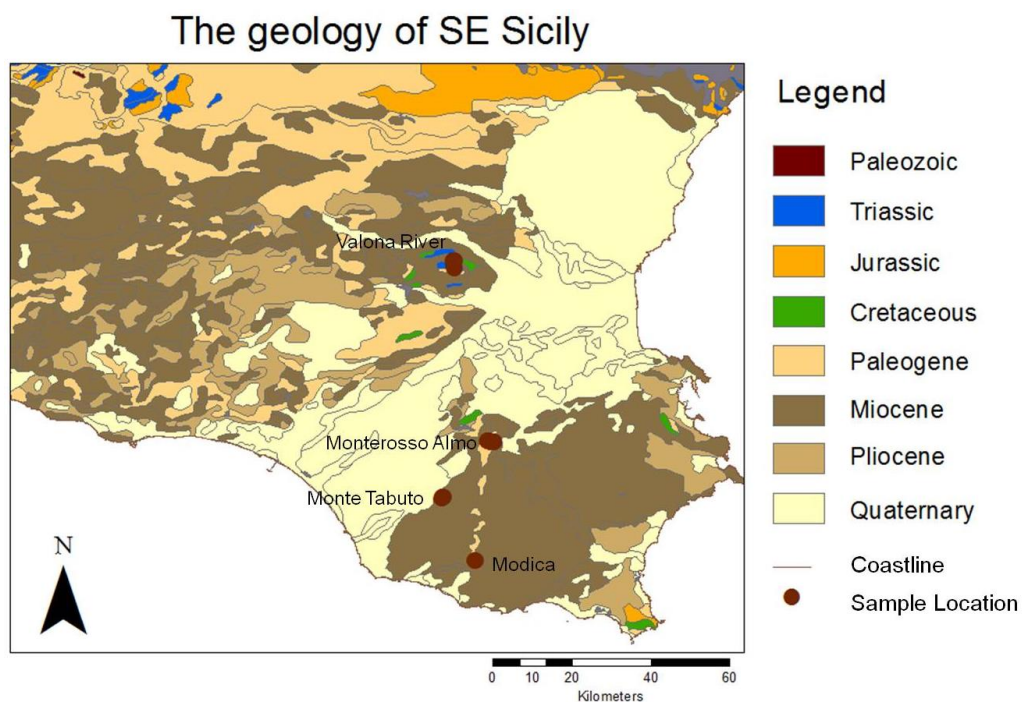 The geology of SE Sicily
Legend
Paleozoic
Triassic
Jurassic
Cretaceous
Paleogene
Miocene
Pliocene
Quaternary
Coastline
Sample Location
Valona River
Monterosso Almo
Monte Tabuto
Modica
N
0 10 20 40 60
Kilometers